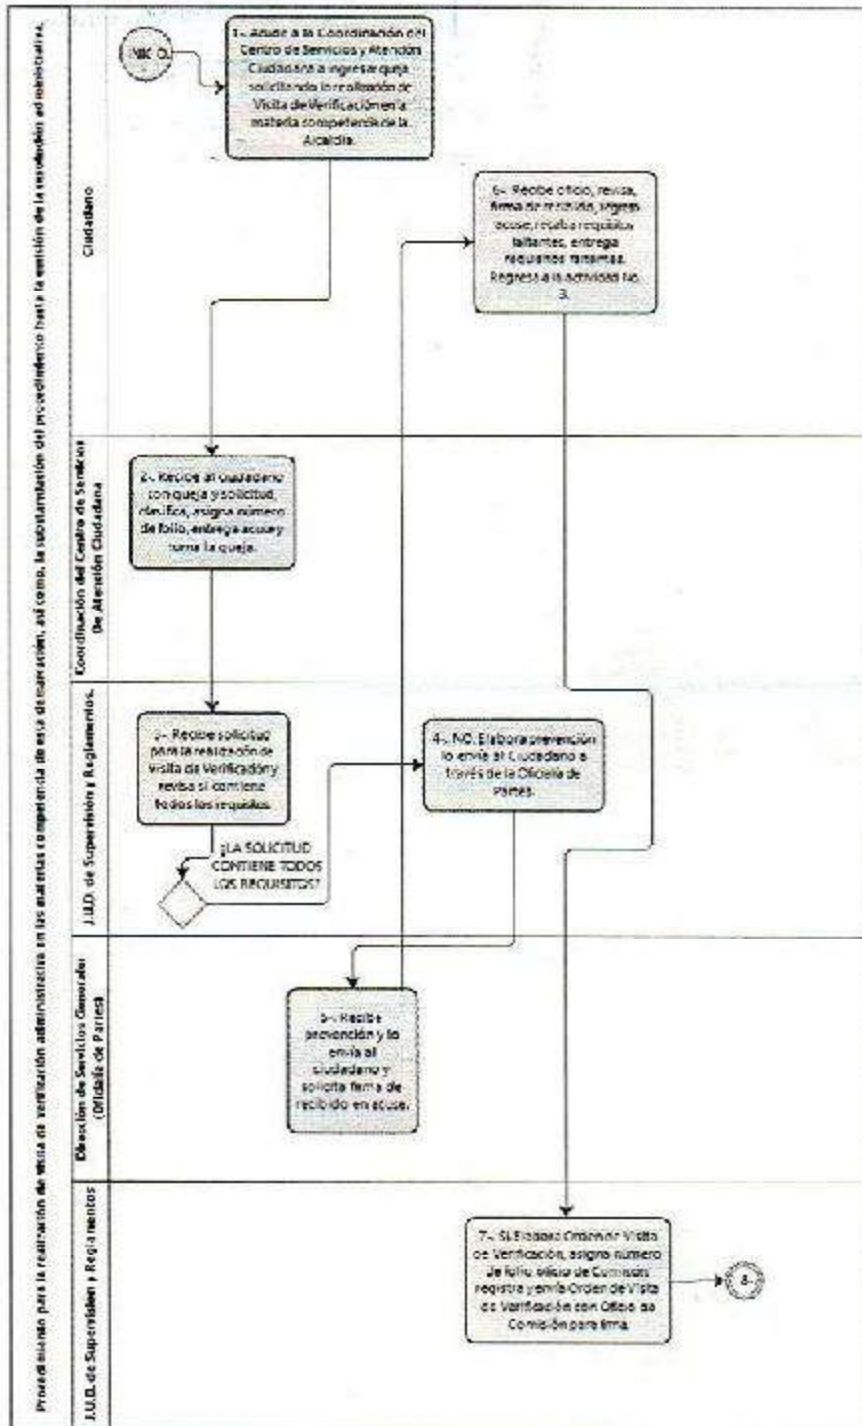 Procedimiento para la realización de visita de verificación administrativa en las materias competencia de esta demarcación, así como, la substanciación del procedimiento hasta la emisión de la resolución administrativa.
Ciudadano
INICIO.
1-. Acude a la Coordinación del
Centro de Servicios y Atención
Ciudadana a ingresar queja
solicitando la realización de
Visita de Verificación en la
materia competencia de la
Alcaldía.
6-. Recibe oficio, revisa,
firma de recibido, regresa
acuse, recaba requisitos
faltantes, entrega
requisitos faltantes.
Regresa a la actividad No.
3.
Coordinación del Centro de Servicios
De Atención Ciudadana
2-. Recibe al ciudadano
con queja y solicitud,
clasifica, asigna número
de folio, entrega acuse y
turna la queja.
J.U.D. de Supervisión y Reglamentos.
3-. Recibe solicitud
para la realización de
Visita de Verificación y
revisa si contiene
todos los requisitos.
¿LA SOLICITUD
CONTIENE TODOS
LOS REQUISITOS?
4-. NO. Elabora prevención
lo envía al Ciudadano a
través de la Oficialía de
Partes.
Dirección de Servicios Generales
(Oficialía de Partes)
5-. Recibe
prevención y lo
envía al
ciudadano y
solicita firma de
recibido en acuse.
J.U.D. de Supervisión y Reglamentos
7-. SI. Elabora Orden de Visita
de Verificación, asigna número
de folio oficio de Comisión
registra y envía Orden de Visita
de Verificación con Oficio de
Comisión para firma.
8-.